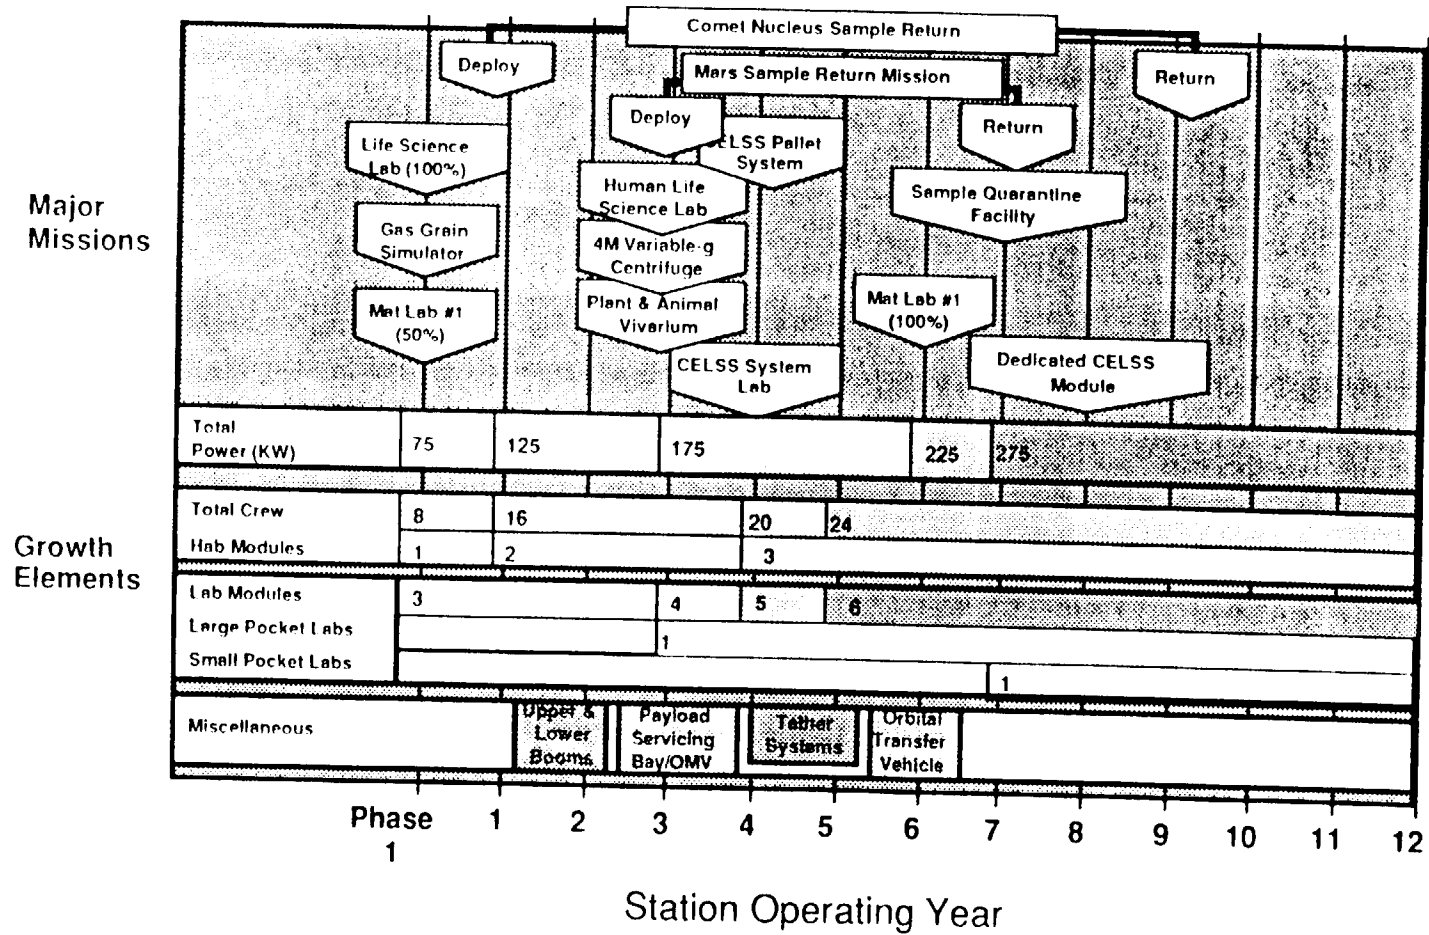 Comet Nucleus Sample Return
Deploy
Mars Sample Return Mission
Return
Deploy
Return
Life Science
Lab (100%)
CELSS Pallet
System
Human Life
Science Lab
Sample Quarantine
Facility
Major
Missions
Gas Grain
Simulator
4M Variable-g
Centrifuge
Mat Lab #1
(50%)
Plant & Animal
Vivarium
Mat Lab #1
(100%)
CELSS System
Lab
Dedicated CELSS
Module
Total
Power (KW)
75
125
175
225
275
Growth
Elements
Total Crew
8
16
20
24
Hab Modules
1
2
3
Lab Modules
3
4
5
6
Large Pocket Labs
1
Small Pocket Labs
1
Miscellaneous
Upper &
Lower
Booms
Payload
Servicing
Bay/OMV
Tether
Systems
Orbital
Transfer
Vehicle
Phase
1
1
2
3
4
5
6
7
8
9
10
11
12
Station Operating Year